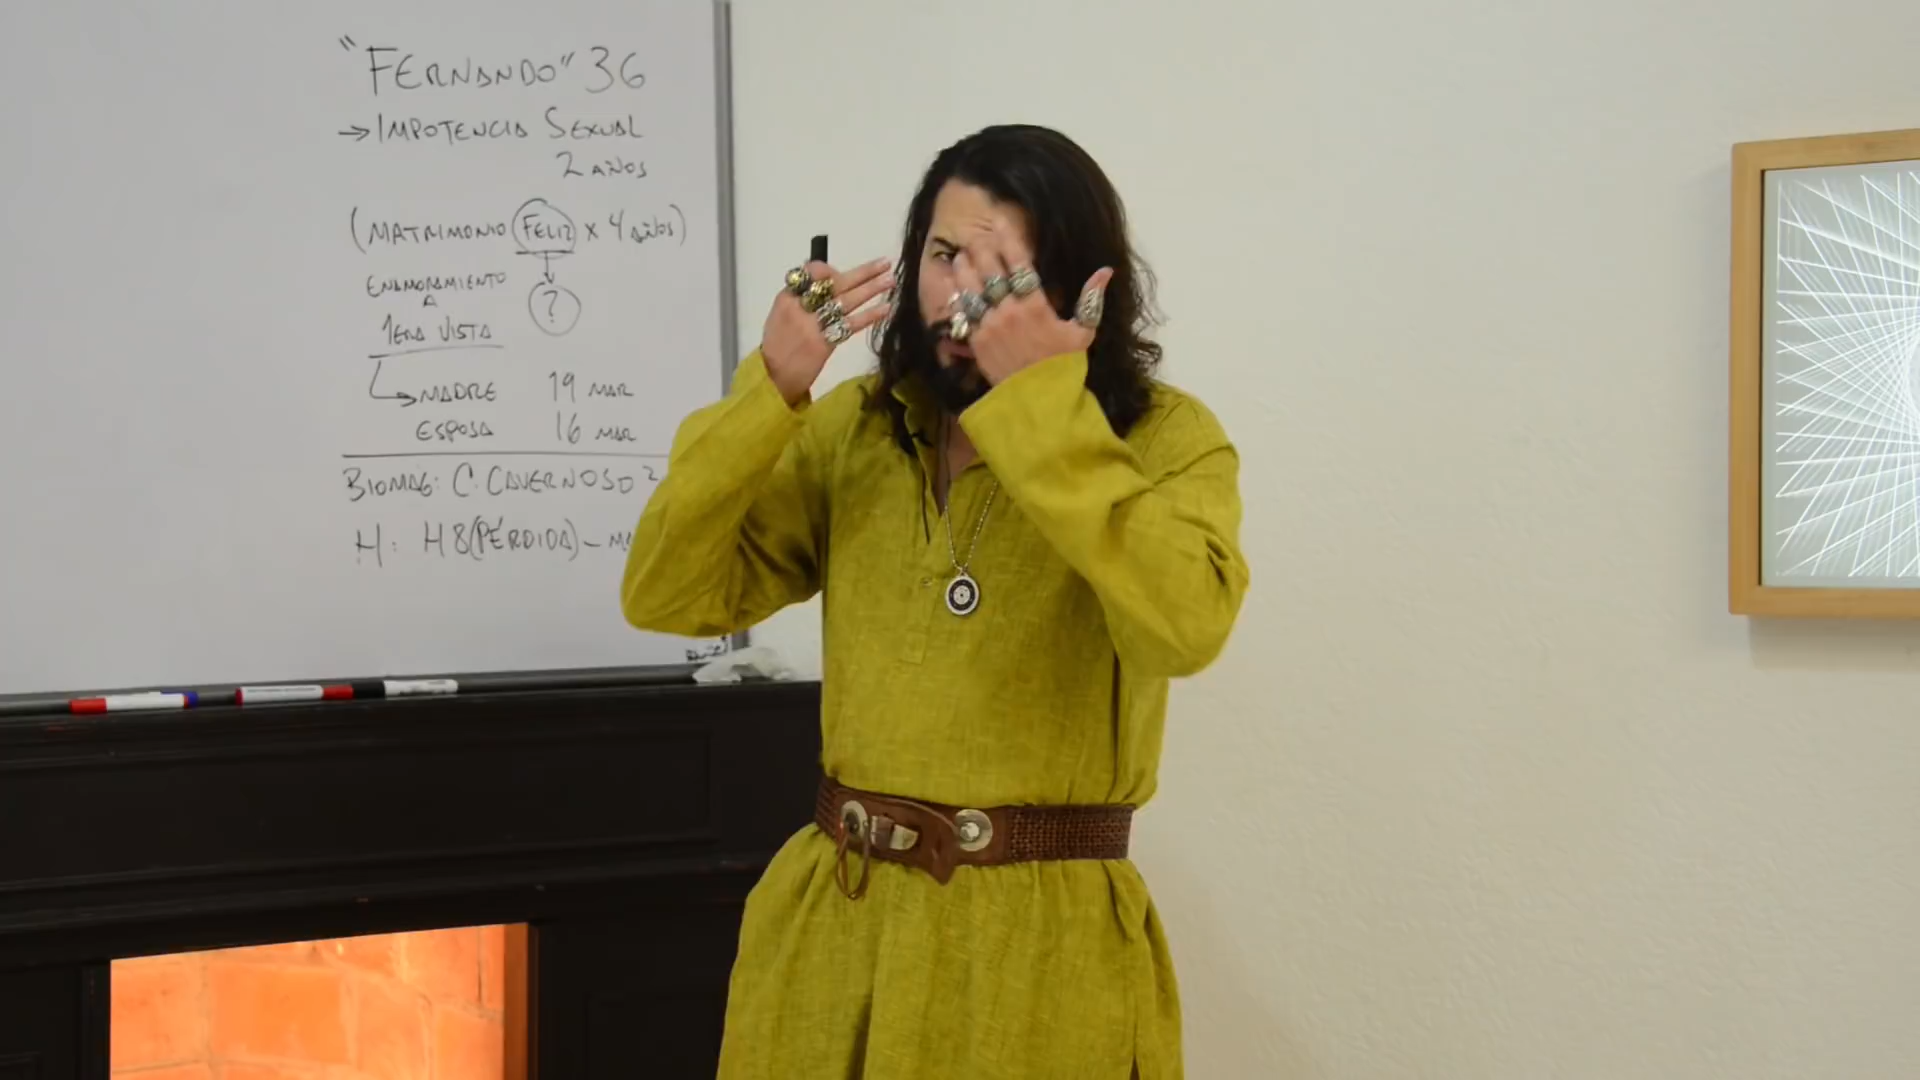 "FERNANDO" 36
→ IMPOTENCIA SEXUAL
2 AÑOS
(MATRIMONIO FELIZ x 4 AÑOS)
ENAMORAMIENTO
A
1ERA VISTA
?
MADRE 19 MAR
ESPOSA 16 MAR
BIOMAG: C. CAVERNOSO 2
H: H8 (PÉRDIDA) -